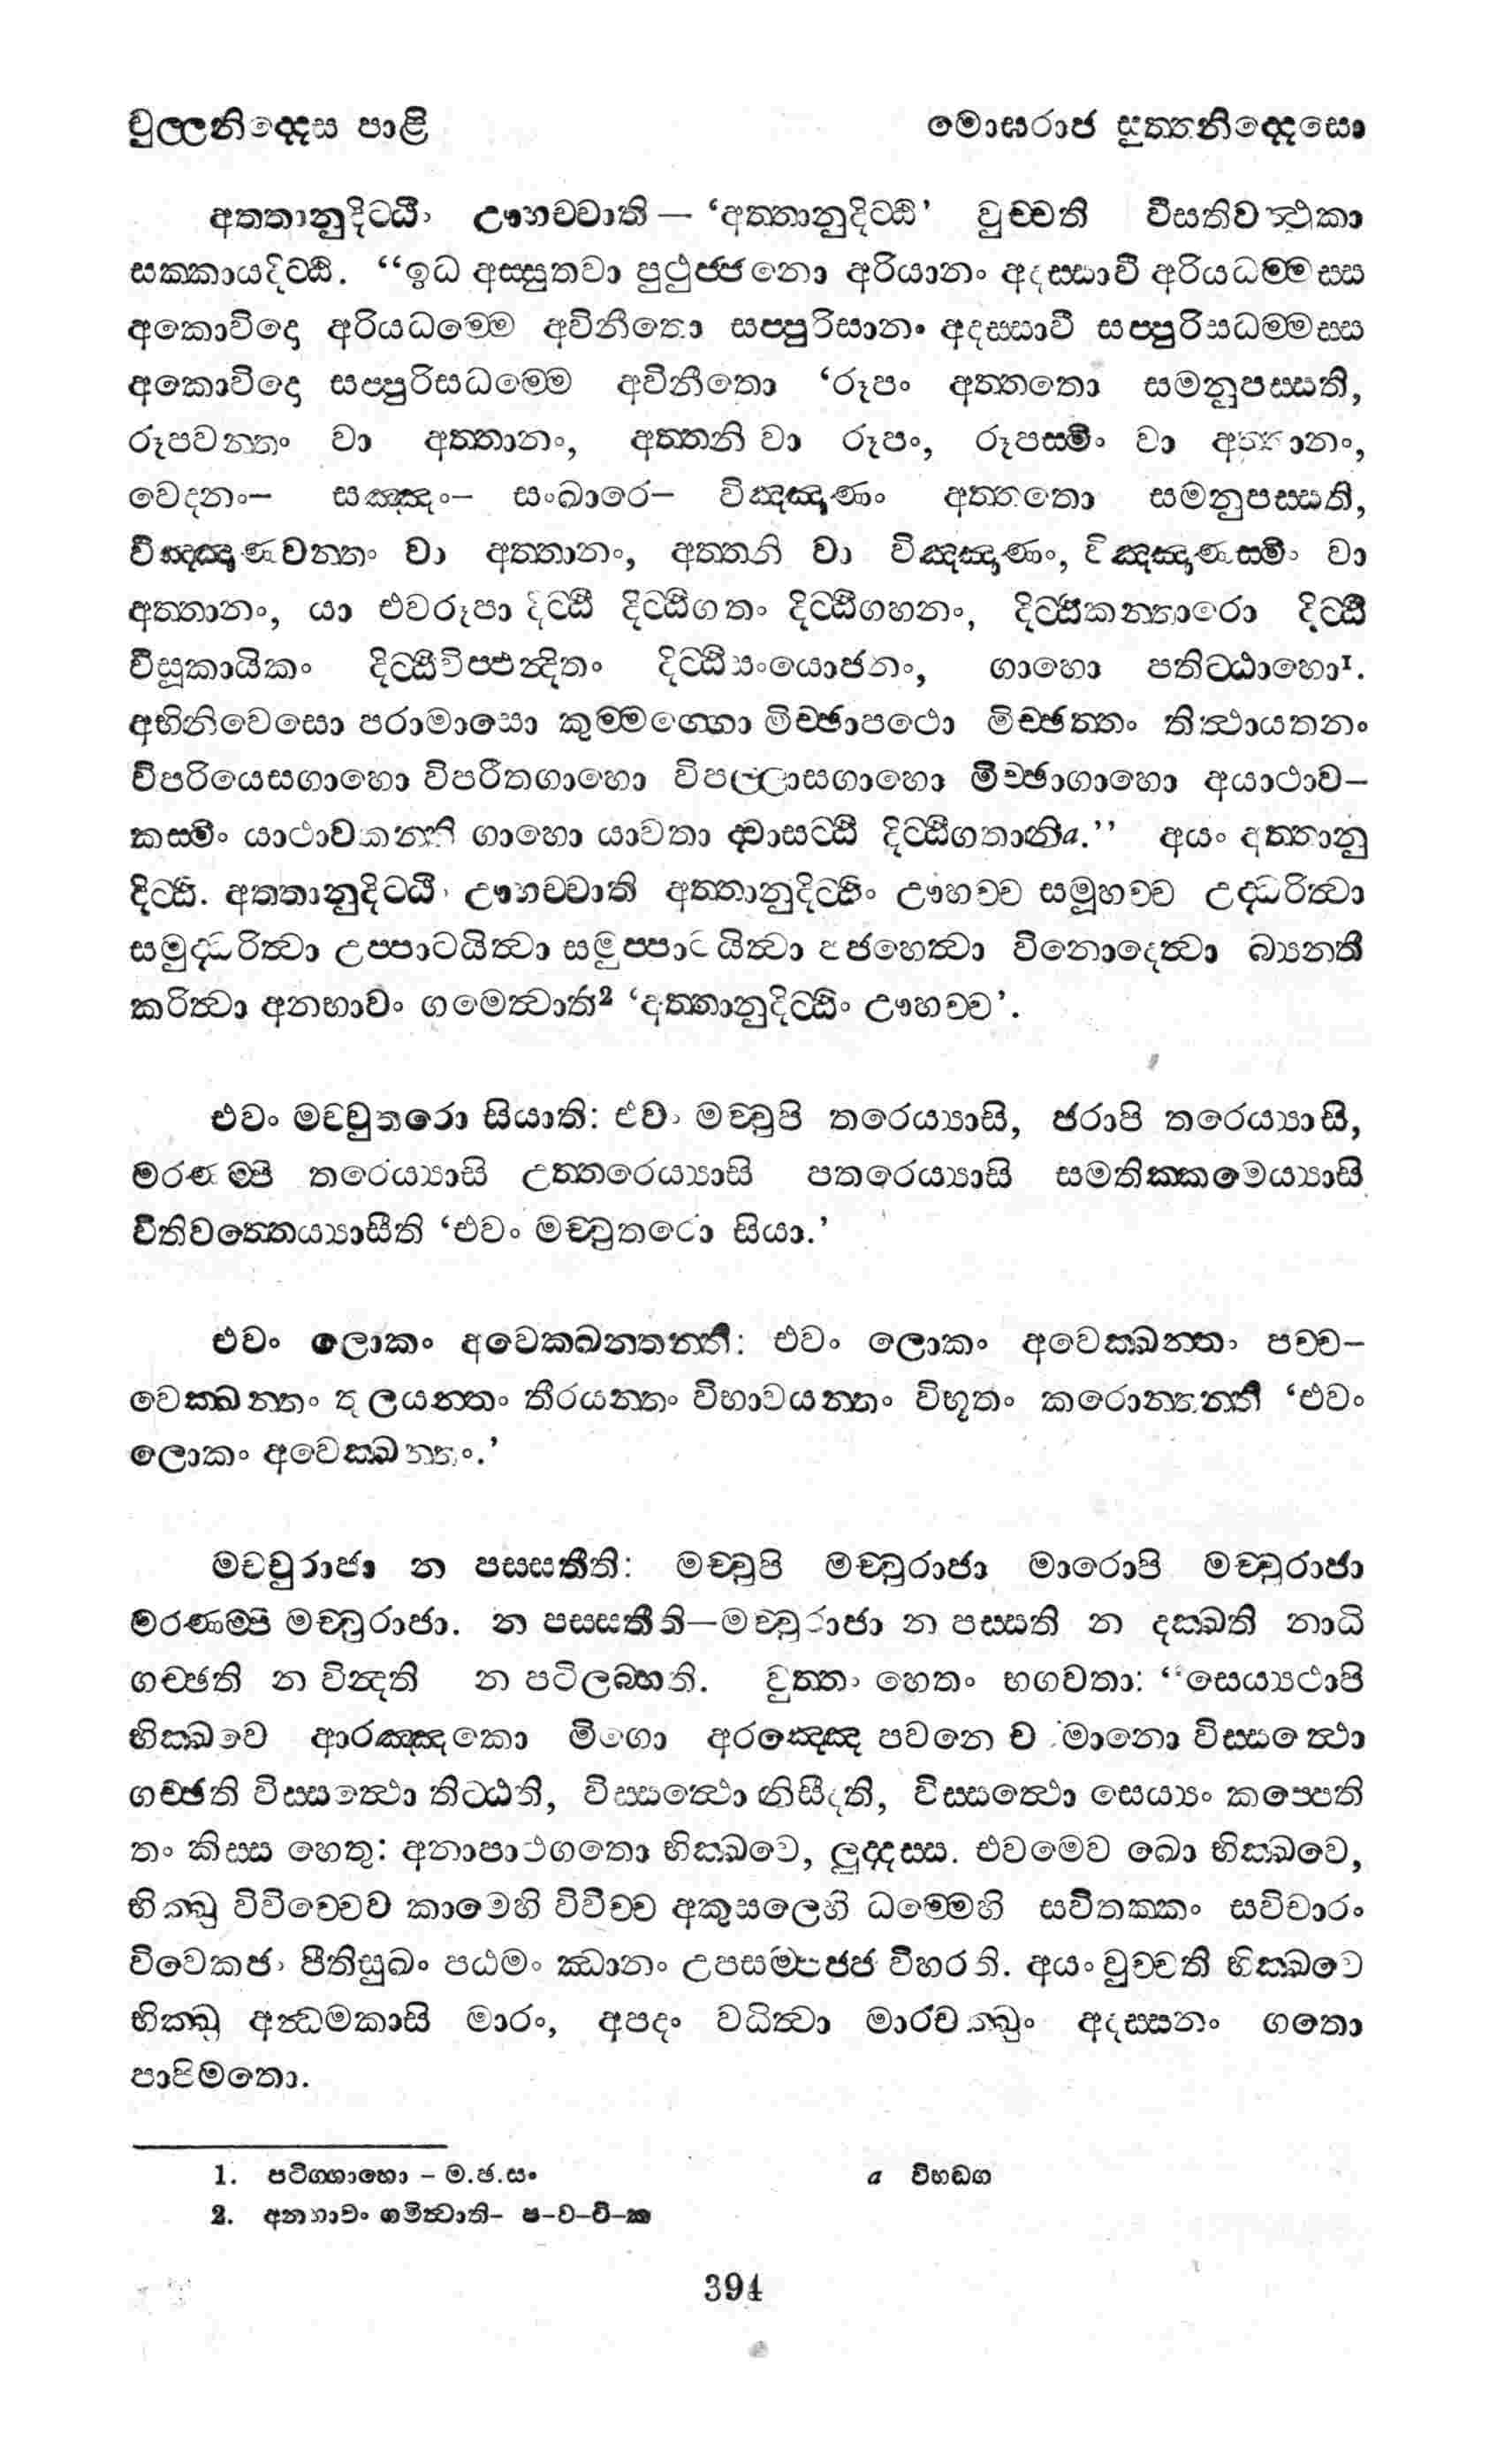 චුල්ලනිද්දෙස පාළි මොඝරාජ සුත්තනිද්දෙසො
අත්තානුදිට්ඨිං ඌහච්චාති — ‘අත්තානුදිට්ඨි’ වුච්චති වීසතිවත්ථුකා
සක්කායදිට්ඨි. “ඉධ අස්සුතවා පුථුජ්ජනො අරියානං අදස්සාවී අරියධම්මස්ස
අකොවිදො අරියධම්මෙ අවිනීතො සප්පුරිසානං අදස්සාවී සප්පුරිසධම්මස්ස
අකොවිදො සප්පුරිසධම්මෙ අවිනීතො ‘රූපං අත්තතො සමනුපස්සති,
රූපවන්තං වා අත්තානං, අත්තනි වා රූපං, රූපස්මිං වා අත්තානං,
වෙදනං– සඤ්ඤං– සංඛාරෙ– විඤ්ඤාණං අත්තතො සමනුපස්සති,
විඤ්ඤාණවන්තං වා අත්තානං, අත්තනි වා විඤ්ඤාණං, විඤ්ඤාණස්මිං වා
අත්තානං, යා එවරූපා දිට්ඨි දිට්ඨිගතං දිට්ඨිගහනං, දිට්ඨිකන්තාරො දිට්ඨි
විසූකායිකං දිට්ඨිවිප්ඵන්දිතං දිට්ඨිසංයොජනං, ගාහො පතිට්ඨාහො¹.
අභිනිවෙසො පරාමාසො කුම්මග්ගො මිච්ඡාපථො මිච්ඡත්තං තිත්ථායතනං
විපරියෙසගාහො විපරීතගාහො විපල්ලාසගාහො මිච්ඡාගාහො අයාථාව–
කස්මිං යාථාවකන්ති ගාහො යාවතා ද්වාසට්ඨි දිට්ඨිගතානිa.” අයං අත්තානු
දිට්ඨි. අත්තානුදිට්ඨිං ඌහච්චාති අත්තානුදිට්ඨිං ඌහච්ච සමූහච්ච උද්ධරිත්වා
සමුද්ධරිත්වා උප්පාටයිත්වා සමුප්පාටයිත්වා පජහෙත්වා විනොදෙත්වා බ්‍යන්තී
කරිත්වා අනභාවං ගමෙත්වාති² ‘අත්තානුදිට්ඨිං ඌහච්ච’.
එවං මච්චුතරො සියාති: එවං මච්චුපි තරෙය්‍යාසි, ජරාපි තරෙය්‍යාසි,
මරණම්පි තරෙය්‍යාසි උත්තරෙය්‍යාසි පතරෙය්‍යාසි සමතික්කමෙය්‍යාසි
වීතිවත්තෙය්‍යාසීති ‘එවං මච්චුතරො සියා.’
එවං ලොකං අවෙක්ඛන්තන්ති: එවං ලොකං අවෙක්ඛන්තං පච්ච–
වෙක්ඛන්තං තුලයන්තං තීරයන්තං විභාවයන්තං විභූතං කරොන්තන්ති ‘එවං
ලොකං අවෙක්ඛන්තං.’
මච්චුරාජා න පස්සතීති: මච්චුපි මච්චුරාජා මාරොපි මච්චුරාජා
මරණම්පි මච්චුරාජා. න පස්සතීති—මච්චුරාජා න පස්සති න දක්ඛති නාධි
ගච්ඡති න වින්දති න පටිලබ්භති. වුත්තං හෙතං භගවතා: “සෙය්‍යථාපි
භික්ඛවෙ ආරඤ්ඤකො මිගො අරඤ්ඤෙ පවනෙ චරමානො විස්සත්ථො
ගච්ඡති විස්සත්ථො තිට්ඨති, විස්සත්ථො නිසීදති, විස්සත්ථො සෙය්‍යං කප්පෙති
තං කිස්ස හෙතු: අනාපාථගතො භික්ඛවෙ, ලුද්දස්ස. එවමෙව ඛො භික්ඛවෙ,
භික්ඛු විවිච්චෙව කාමෙහි විවිච්ච අකුසලෙහි ධම්මෙහි සවිතක්කං සවිචාරං
විවෙකජං පීතිසුඛං පඨමං ඣානං උපසම්පජ්ජ විහරති. අයං වුච්චති භික්ඛවෙ
භික්ඛු අන්ධමකාසි මාරං, අපදං වධිත්වා මාරචක්ඛුං අදස්සනං ගතො
පාපිමතො.
1. පටිග්ගාහො – ම.ඡ.සං a විභඞ්ග
2. අනභාවං ගමිත්වාති– ෂ–ව–වි–ක
394